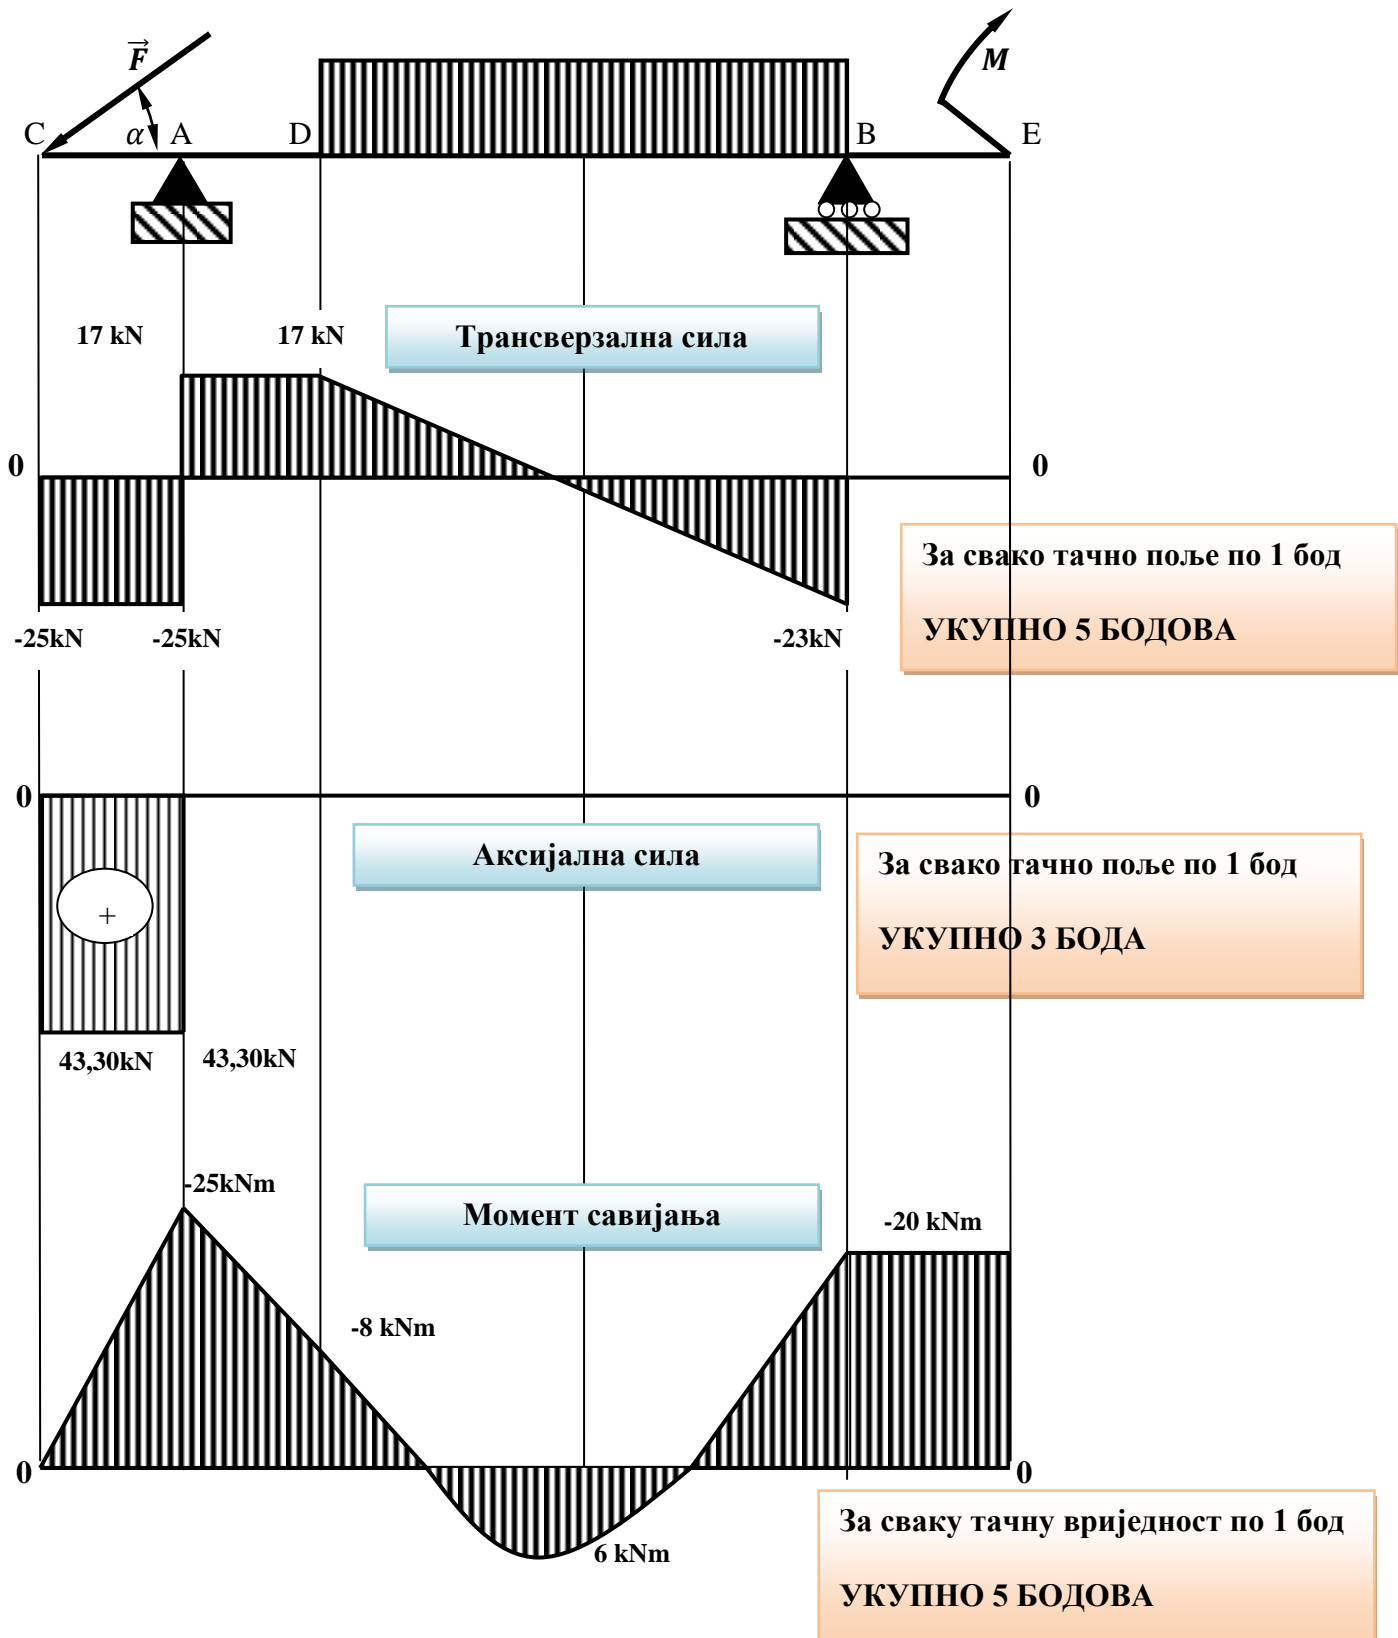 F
M
C α A D B E
17 kN 17 kN Трансверзална сила
0 0
За свако тачно поље по 1 бод
УКУПНО 5 БОДОВА
-25kN -25kN -23kN
0 0
Аксијална сила
За свако тачно поље по 1 бод
УКУПНО 3 БОДА
+
43,30kN 43,30kN
-25kNm
Момент савијања
-20 kNm
-8 kNm
0 0
6 kNm
За сваку тачну вриједност по 1 бод
УКУПНО 5 БОДОВА